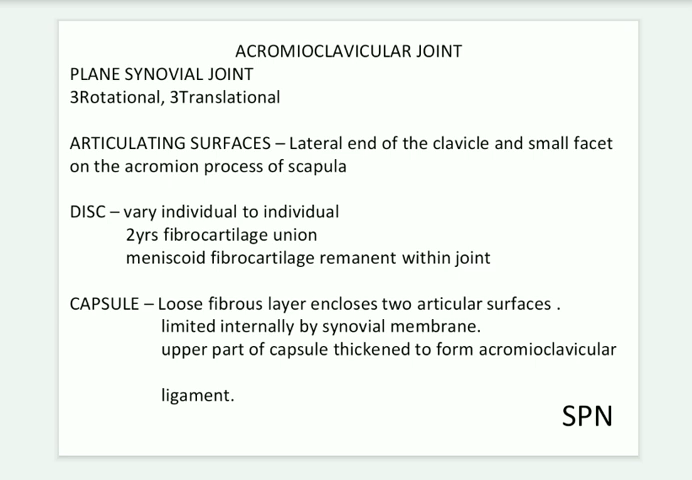 ACROMIOCLAVICULAR JOINT
PLANE SYNOVIAL JOINT
3Rotational, 3Translational
ARTICULATING SURFACES – Lateral end of the clavicle and small facet
on the acromion process of scapula
DISC – vary individual to individual
2yrs fibrocartilage union
meniscoid fibrocartilage remanent within joint
CAPSULE – Loose fibrous layer encloses two articular surfaces .
limited internally by synovial membrane.
upper part of capsule thickened to form acromioclavicular
ligament.
SPN